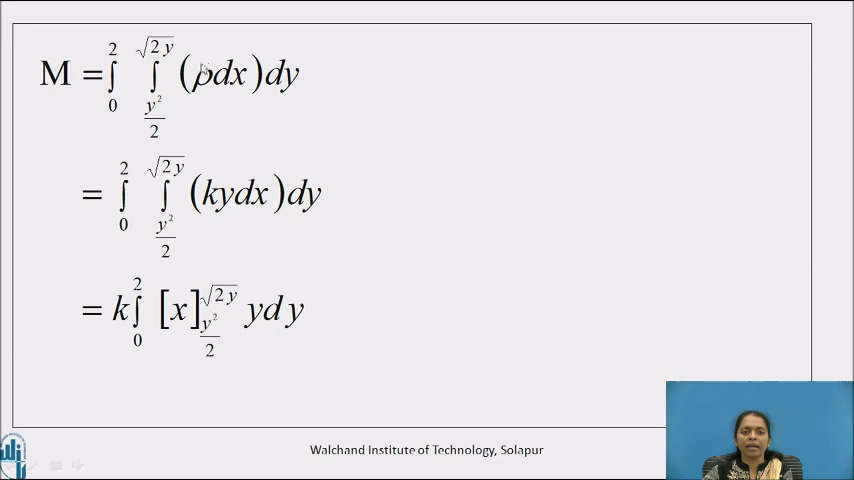 M = ∫₀² ∫_{y²/2}^{√2y} (ρdx)dy
= ∫₀² ∫_{y²/2}^{√2y} (kydx)dy
= k∫₀² [x]_{y²/2}^{√2y} ydy
Walchand Institute of Technology, Solapur